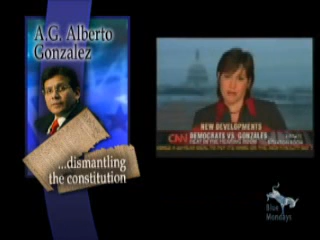 A.G. Alberto
Gonzalez
...dismantling
the constitution
NEW DEVELOPMENTS
CNN
DEMOCRATS VS. GONZALES
Blue
Mondays